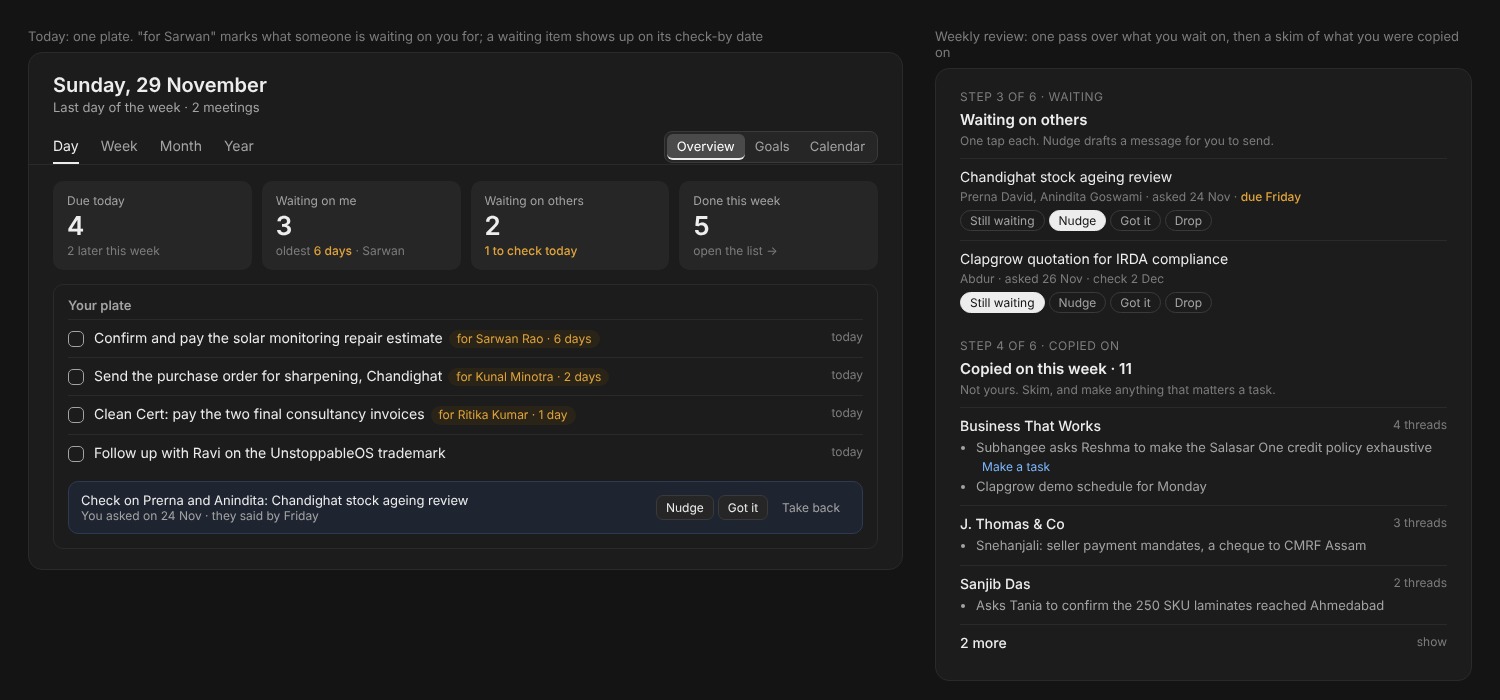 Today: one plate. "for Sarwan" marks what someone is waiting on you for; a waiting item shows up on its check-by date
Sunday, 29 November
Last day of the week · 2 meetings
Day Week Month Year Overview Goals Calendar
Due today
4
2 later this week
Waiting on me
3
oldest 6 days · Sarwan
Waiting on others
2
1 to check today
Done this week
5
open the list →
Your plate
Confirm and pay the solar monitoring repair estimate for Sarwan Rao · 6 days today
Send the purchase order for sharpening, Chandighat for Kunal Minotra · 2 days today
Clean Cert: pay the two final consultancy invoices for Ritika Kumar · 1 day today
Follow up with Ravi on the UnstoppableOS trademark today
Check on Prerna and Anindita: Chandighat stock ageing review
You asked on 24 Nov · they said by Friday
Nudge Got it Take back
Weekly review: one pass over what you wait on, then a skim of what you were copied
on
STEP 3 OF 6 · WAITING
Waiting on others
One tap each. Nudge drafts a message for you to send.
Chandighat stock ageing review
Prerna David, Anindita Goswami · asked 24 Nov · due Friday
Still waiting Nudge Got it Drop
Clapgrow quotation for IRDA compliance
Abdur · asked 26 Nov · check 2 Dec
Still waiting Nudge Got it Drop
STEP 4 OF 6 · COPIED ON
Copied on this week · 11
Not yours. Skim, and make anything that matters a task.
Business That Works 4 threads
• Subhangee asks Reshma to make the Salasar One credit policy exhaustive
Make a task
• Clapgrow demo schedule for Monday
J. Thomas & Co 3 threads
• Snehanjali: seller payment mandates, a cheque to CMRF Assam
Sanjib Das 2 threads
• Asks Tania to confirm the 250 SKU laminates reached Ahmedabad
2 more show